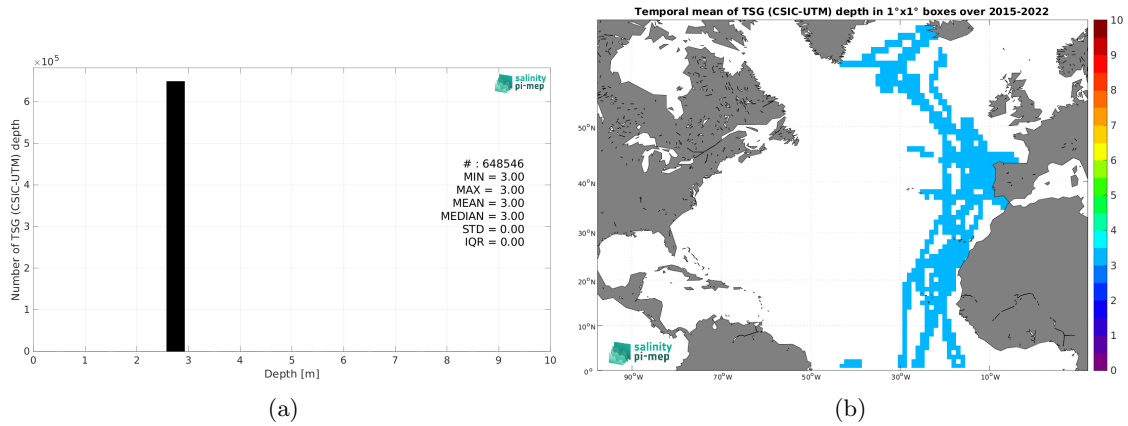 ×10⁵
6
5
4
3
2
1
0
Number of TSG (CSIC-UTM) depth
0 1 2 3 4 5 6 7 8 9 10
Depth [m]
salinity
pi-mep
# : 648546
MIN = 3.00
MAX = 3.00
MEAN = 3.00
MEDIAN = 3.00
STD = 0.00
IQR = 0.00
(a)
Temporal mean of TSG (CSIC-UTM) depth in 1°x1° boxes over 2015-2022
50°N
40°N
30°N
20°N
10°N
0°
90°W 70°W 50°W 30°W 10°W
salinity
pi-mep
10
9
8
7
6
5
4
3
2
1
0
(b)